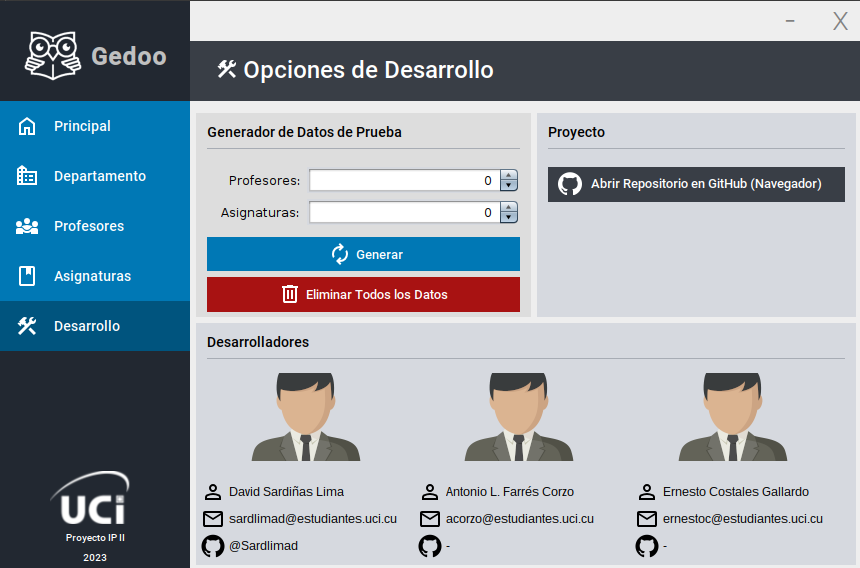 Gedoo
Principal
Departamento
Profesores
Asignaturas
Desarrollo
UCi
Proyecto IP II
2023
- X
Opciones de Desarrollo
Generador de Datos de Prueba
Profesores: 0
Asignaturas: 0
Generar
Eliminar Todos los Datos
Proyecto
Abrir Repositorio en GitHub (Navegador)
Desarrolladores
David Sardiñas Lima
sardlimad@estudiantes.uci.cu
@Sardlimad
Antonio L. Farrés Corzo
acorzo@estudiantes.uci.cu
-
Ernesto Costales Gallardo
ernestoc@estudiantes.uci.cu
-